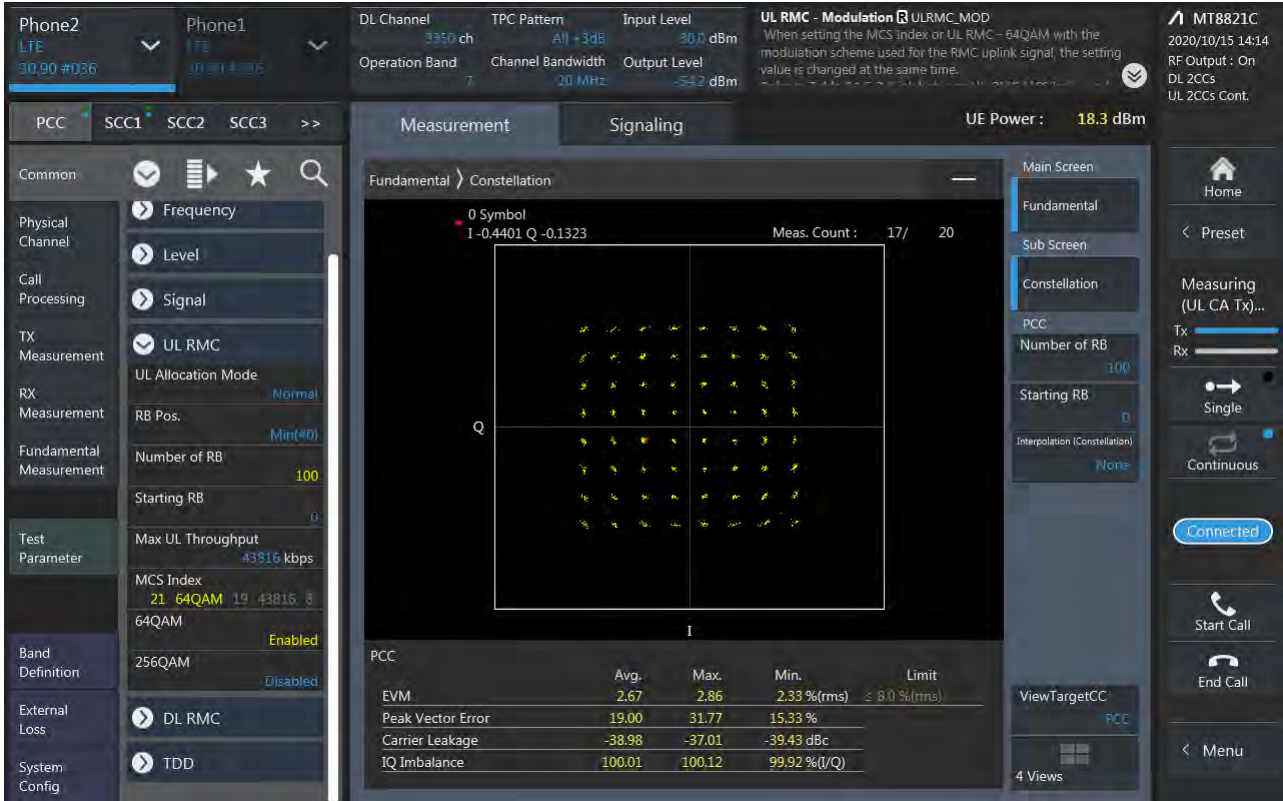 Phone2
LTE
30.90 #036
Phone1
LTE
30.90 #036
DL Channel
3350 ch
Operation Band
7
TPC Pattern
All +3dB
Channel Bandwidth
20 MHz
Input Level
30.0 dBm
Output Level
-54.2 dBm
UL RMC - Modulation R ULRMC_MOD
When setting the MCS Index or UL RMC - 64QAM with the
modulation scheme used for the RMC uplink signal, the setting
value is changed at the same time.
MT8821C
2020/10/15 14:14
RF Output : On
DL 2CCs
UL 2CCs Cont.
PCC SCC1 SCC2 SCC3 >>
Measurement
Signaling
UE Power : 18.3 dBm
Common
Physical
Channel
Call
Processing
TX
Measurement
RX
Measurement
Fundamental
Measurement
Test
Parameter
Band
Definition
External
Loss
System
Config
Frequency
Level
Signal
UL RMC
UL Allocation Mode
Normal
RB Pos.
Min(#0)
Number of RB
100
Starting RB
0
Max UL Throughput
43816 kbps
MCS Index
21 64QAM 19 43816 8
64QAM
Enabled
256QAM
Disabled
DL RMC
TDD
Fundamental 〉 Constellation
0 Symbol
I -0.4401 Q -0.1323
Meas. Count : 17/ 20
Q
I
PCC
Avg. Max. Min. Limit
EVM 2.67 2.86 2.33 %(rms) ≤ 8.0 %(rms)
Peak Vector Error 19.00 31.77 15.33 %
Carrier Leakage -38.98 -37.01 -39.43 dBc
IQ Imbalance 100.01 100.12 99.92 %(I/Q)
Main Screen
Fundamental
Sub Screen
Constellation
PCC
Number of RB
100
Starting RB
0
Interpolation (Constellation)
None
ViewTargetCC
PCC
4 Views
Home
< Preset
Measuring
(UL CA Tx)...
Tx
Rx
Single
Continuous
Connected
Start Call
End Call
< Menu